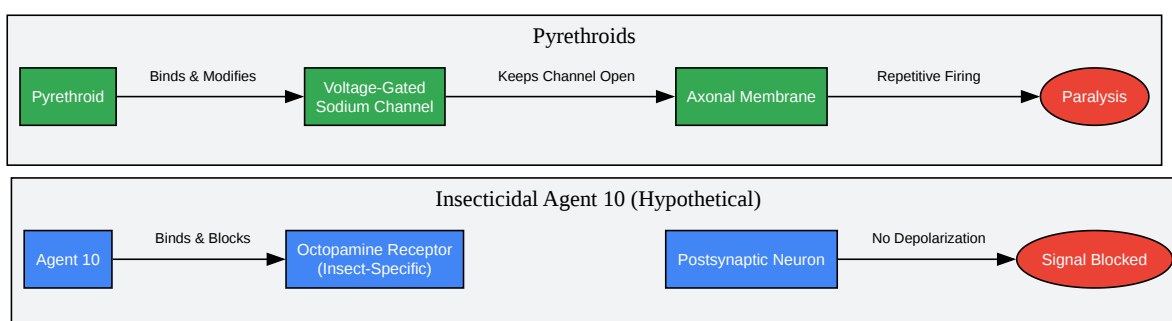 Pyrethroids
Pyrethroid
Binds & Modifies
Voltage-Gated
Sodium Channel
Keeps Channel Open
Axonal Membrane
Repetitive Firing
Paralysis
Insecticidal Agent 10 (Hypothetical)
Agent 10
Binds & Blocks
Octopamine Receptor
(Insect-Specific)
Postsynaptic Neuron
No Depolarization
Signal Blocked